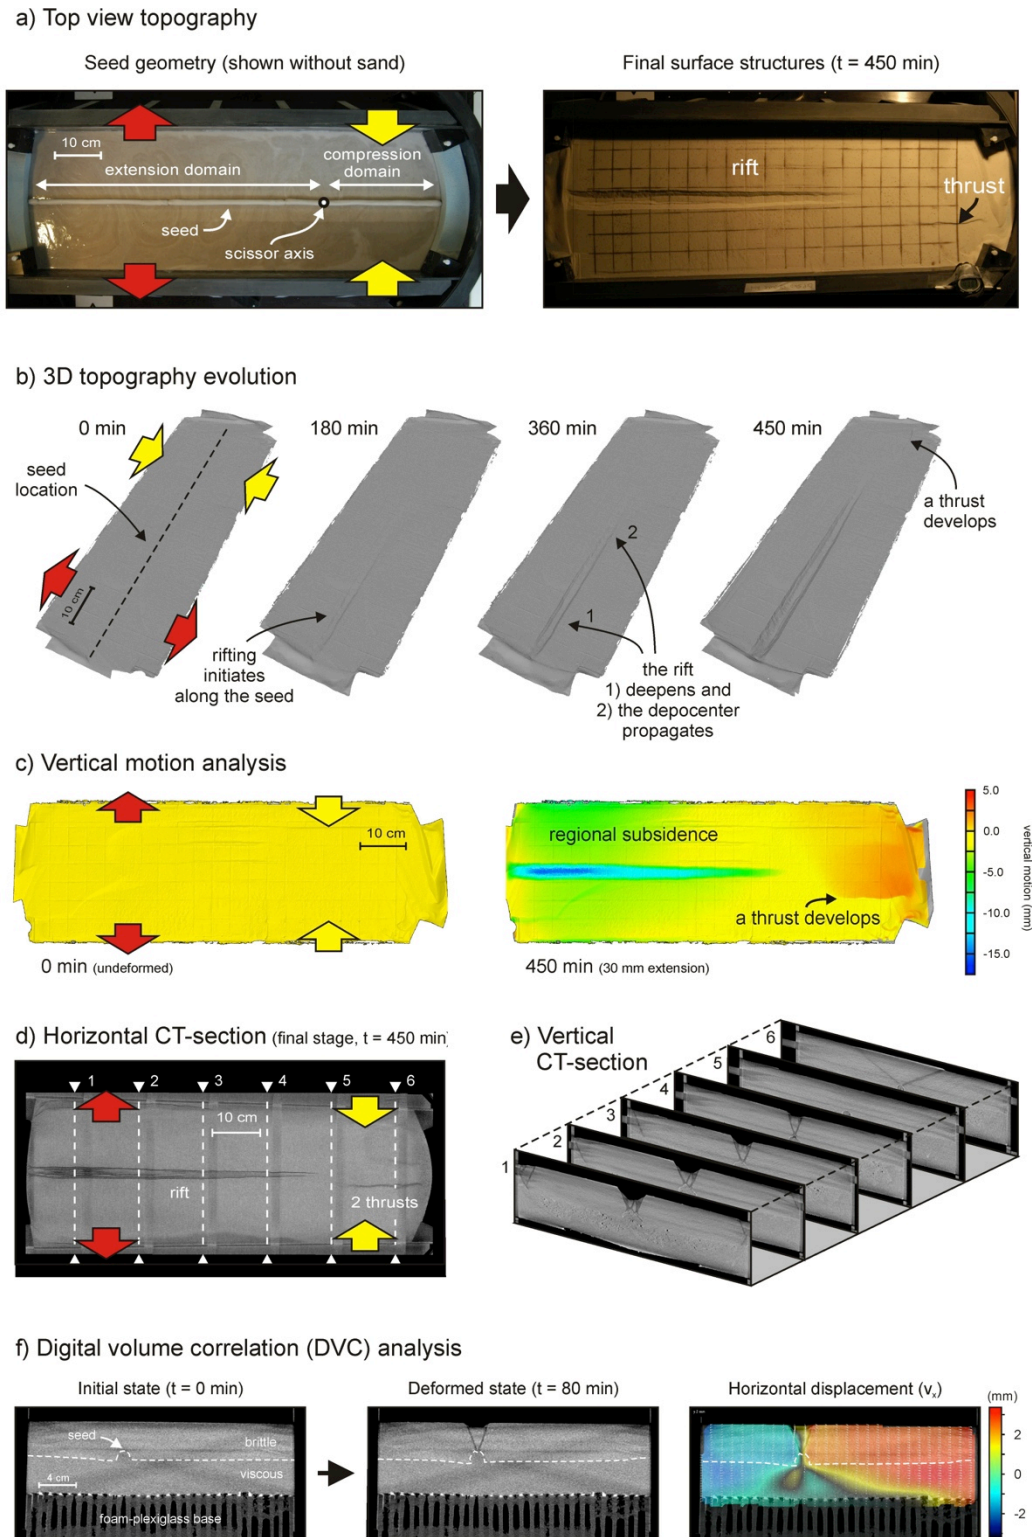 a) Top view topography
Seed geometry (shown without sand)
Final surface structures (t = 450 min)
10 cm
extension domain
compression
domain
seed
scissor axis
rift
thrust
b) 3D topography evolution
0 min
180 min
360 min
450 min
seed
location
10 cm
rifting
initiates
along the seed
2
1
the rift
1) deepens and
2) the depocenter
propagates
a thrust
develops
c) Vertical motion analysis
10 cm
0 min (undeformed)
regional subsidence
a thrust develops
450 min (30 mm extension)
5.0
0.0
-5.0
-10.0
-15.0
vertical motion (mm)
d) Horizontal CT-section (final stage, t = 450 min)
1 2 3 4 5 6
10 cm
rift
2 thrusts
e) Vertical
CT-section
6
5
4
3
2
1
f) Digital volume correlation (DVC) analysis
Initial state (t = 0 min)
Deformed state (t = 80 min)
Horizontal displacement (vx)
(mm)
seed
brittle
viscous
4 cm
foam-plexiglass base
2
0
-2